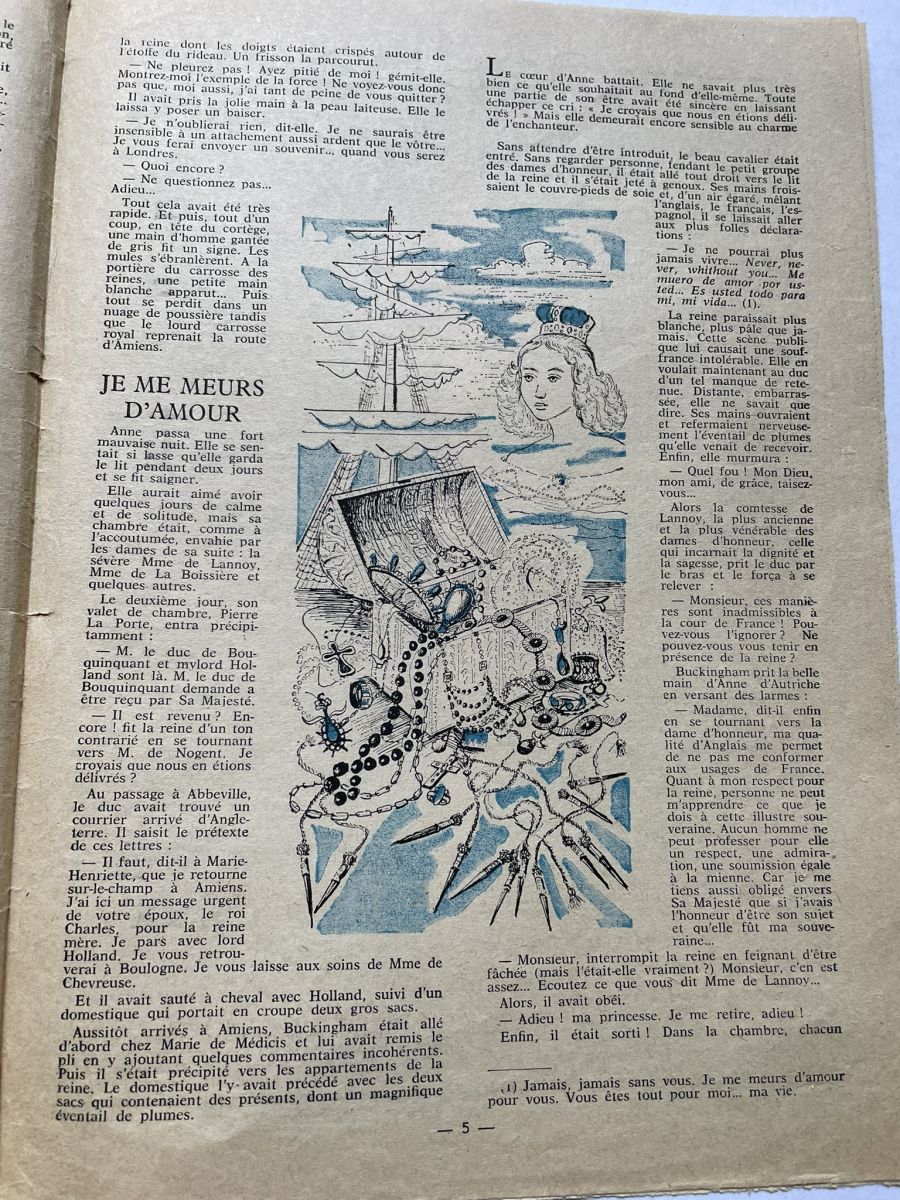 le
on,
ré
it
e,
la reine dont les doigts étaient crispés autour de
l'étoffe du rideau. Un frisson la parcourut.
— Ne pleurez pas ! Ayez pitié de moi ! gémit-elle.
Montrez-moi l'exemple de la force ! Ne voyez-vous donc
pas que, moi aussi, j'ai tant de peine de vous quitter ?
Il avait pris la jolie main à la peau laiteuse. Elle le
laissa y poser un baiser.
— Je n'oublierai rien, dit-elle. Je ne saurais être
insensible à un attachement aussi ardent que le vôtre...
Je vous ferai envoyer un souvenir... quand vous serez
à Londres.
— Quoi encore ?
— Ne questionnez pas...
Adieu...
Tout cela avait été très
rapide. Et puis, tout d'un
coup, en tête du cortège,
une main d'homme gantée
de gris fit un signe. Les
mules s'ébranlèrent. A la
portière du carrosse des
reines, une petite main
blanche apparut... Puis
tout se perdit dans un
nuage de poussière tandis
que le lourd carrosse
royal reprenait la route
d'Amiens.
JE ME MEURS
D'AMOUR
Anne passa une fort
mauvaise nuit. Elle se sen-
tait si lasse qu'elle garda
le lit pendant deux jours
et se fit saigner.
Elle aurait aimé avoir
quelques jours de calme
et de solitude, mais sa
chambre était, comme à
l'accoutumée, envahie par
les dames de sa suite : la
sévère Mme de Lannoy,
Mme de La Boissière et
quelques autres.
Le deuxième jour, son
valet de chambre, Pierre
La Porte, entra précipi-
tamment :
— M. le duc de Bou-
quinquant et mylord Hol-
land sont là. M. le duc de
Bouquinquant demande a
être reçu par Sa Majesté.
— Il est revenu ? En-
core ! fit la reine d'un ton
contrarié en se tournant
vers M. de Nogent. Je
croyais que nous en étions
délivrés ?
Au passage à Abbeville,
le duc avait trouvé un
courrier arrivé d'Angle-
terre. Il saisit le prétexte
de ces lettres :
— Il faut, dit-il à Marie-
Henriette, que je retourne
sur-le-champ à Amiens.
J'ai ici un message urgent
de votre époux, le roi
Charles, pour la reine
mère. Je pars avec lord
Holland. Je vous retrou-
verai à Boulogne. Je vous laisse aux soins de Mme de
Chevreuse.
Et il avait sauté à cheval avec Holland, suivi d'un
domestique qui portait en croupe deux gros sacs.
Aussitôt arrivés à Amiens, Buckingham était allé
d'abord chez Marie de Médicis et lui avait remis le
pli en y ajoutant quelques commentaires incohérents.
Puis il s'était précipité vers les appartements de la
reine. Le domestique l'y avait précédé avec les deux
sacs qui contenaient des présents, dont un magnifique
éventail de plumes.
LE cœur d'Anne battait. Elle ne savait plus très
bien ce qu'elle souhaitait au fond d'elle-même. Toute
une partie de son être avait été sincère en laissant
échapper ce cri : « Je croyais que nous en étions déli-
vrés ! » Mais elle demeurait encore sensible au charme
de l'enchanteur.
Sans attendre d'être introduit, le beau cavalier était
entré. Sans regarder personne, fendant le petit groupe
des dames d'honneur, il était allé tout droit vers le lit
de la reine et il s'était jeté à genoux. Ses mains frois-
saient le couvre-pieds de soie et, d'un air égaré, mêlant
l'anglais, le français, l'es-
pagnol, il se laissait aller
aux plus folles déclara-
tions :
— Je ne pourrai plus
jamais vivre... Never, ne-
ver, whithout you... Me
muero de amor por us-
ted... Es usted todo para
mí, mi vida... (1).
La reine paraissait plus
blanche, plus pâle que ja-
mais. Cette scène publi-
que lui causait une souf-
france intolérable. Elle en
voulait maintenant au duc
d'un tel manque de rete-
nue. Distante, embarras-
sée, elle ne savait que
dire. Ses mains ouvraient
et refermaient nerveuse-
ment l'éventail de plumes
qu'elle venait de recevoir.
Enfin, elle murmura :
— Quel fou ! Mon Dieu,
mon ami, de grâce, taisez-
vous...
Alors la comtesse de
Lannoy, la plus ancienne
et la plus vénérable des
dames d'honneur, celle
qui incarnait la dignité et
la sagesse, prit le duc par
le bras et le força à se
relever :
— Monsieur, ces maniè-
res sont inadmissibles à
la cour de France ! Pou-
vez-vous l'ignorer ? Ne
pouvez-vous vous tenir en
présence de la reine ?
Buckingham prit la belle
main d'Anne d'Autriche
en versant des larmes :
— Madame, dit-il enfin
en se tournant vers la
dame d'honneur, ma qua-
lité d'Anglais me permet
de ne pas me conformer
aux usages de France.
Quant à mon respect pour
la reine, personne ne peut
m'apprendre ce que je
dois à cette illustre sou-
veraine. Aucun homme ne
peut professer pour elle
un respect, une admira-
tion, une soumission égale
à la mienne. Car je me
tiens aussi obligé envers
Sa Majesté que si j'avais
l'honneur d'être son sujet
et qu'elle fût ma souve-
raine...
— Monsieur, interrompit la reine en feignant d'être
fâchée (mais l'était-elle vraiment ?) Monsieur, c'en est
assez... Ecoutez ce que vous dit Mme de Lannoy...
Alors, il avait obéi.
— Adieu ! ma princesse. Je me retire, adieu !
Enfin, il était sorti ! Dans la chambre, chacun
(1) Jamais, jamais sans vous. Je me meurs d'amour
pour vous. Vous êtes tout pour moi... ma vie.
— 5 —